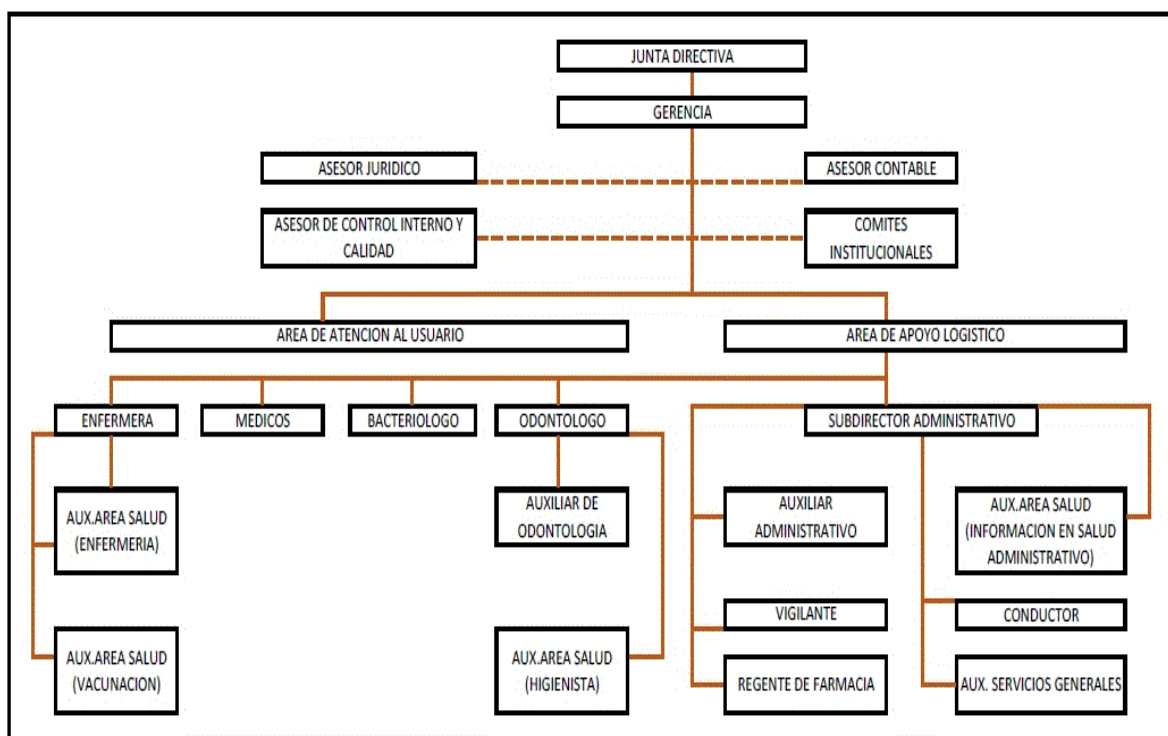 JUNTA DIRECTIVA
GERENCIA
ASESOR JURIDICO
ASESOR CONTABLE
ASESOR DE CONTROL INTERNO Y
CALIDAD
COMITES
INSTITUCIONALES
AREA DE ATENCION AL USUARIO
AREA DE APOYO LOGISTICO
ENFERMERA
MEDICOS
BACTERIÓLOGO
ODONTOLOGO
SUBDIRECTOR ADMINISTRATIVO
AUX.AREA SALUD
(ENFERMERIA)
AUXILIAR DE
ODONTOLOGIA
AUXILIAR
ADMINISTRATIVO
AUX.AREA SALUD
(INFORMACION EN SALUD
ADMINISTRATIVO)
VIGILANTE
CONDUCTOR
AUX.AREA SALUD
(VACUNACION)
AUX.AREA SALUD
(HIGIENISTA)
REGENTE DE FARMACIA
AUX. SERVICIOS GENERALES